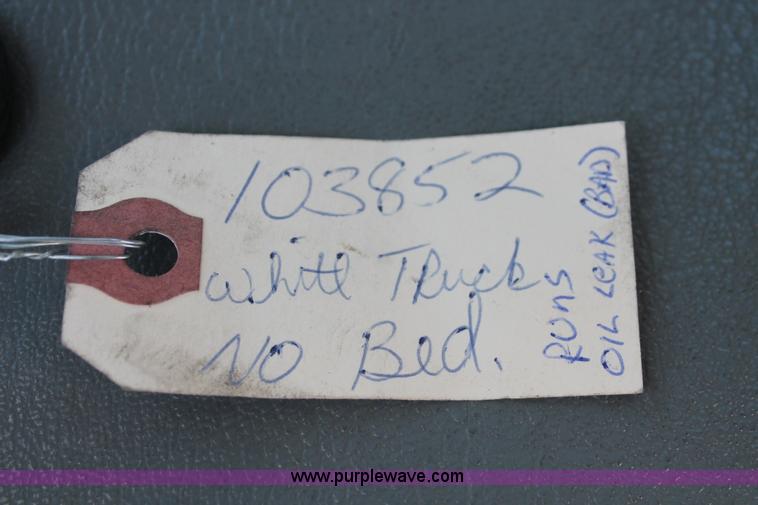 103852
White Truck
No Bed.
RUNS
OIL LEAK (BAD)
www.purplewave.com